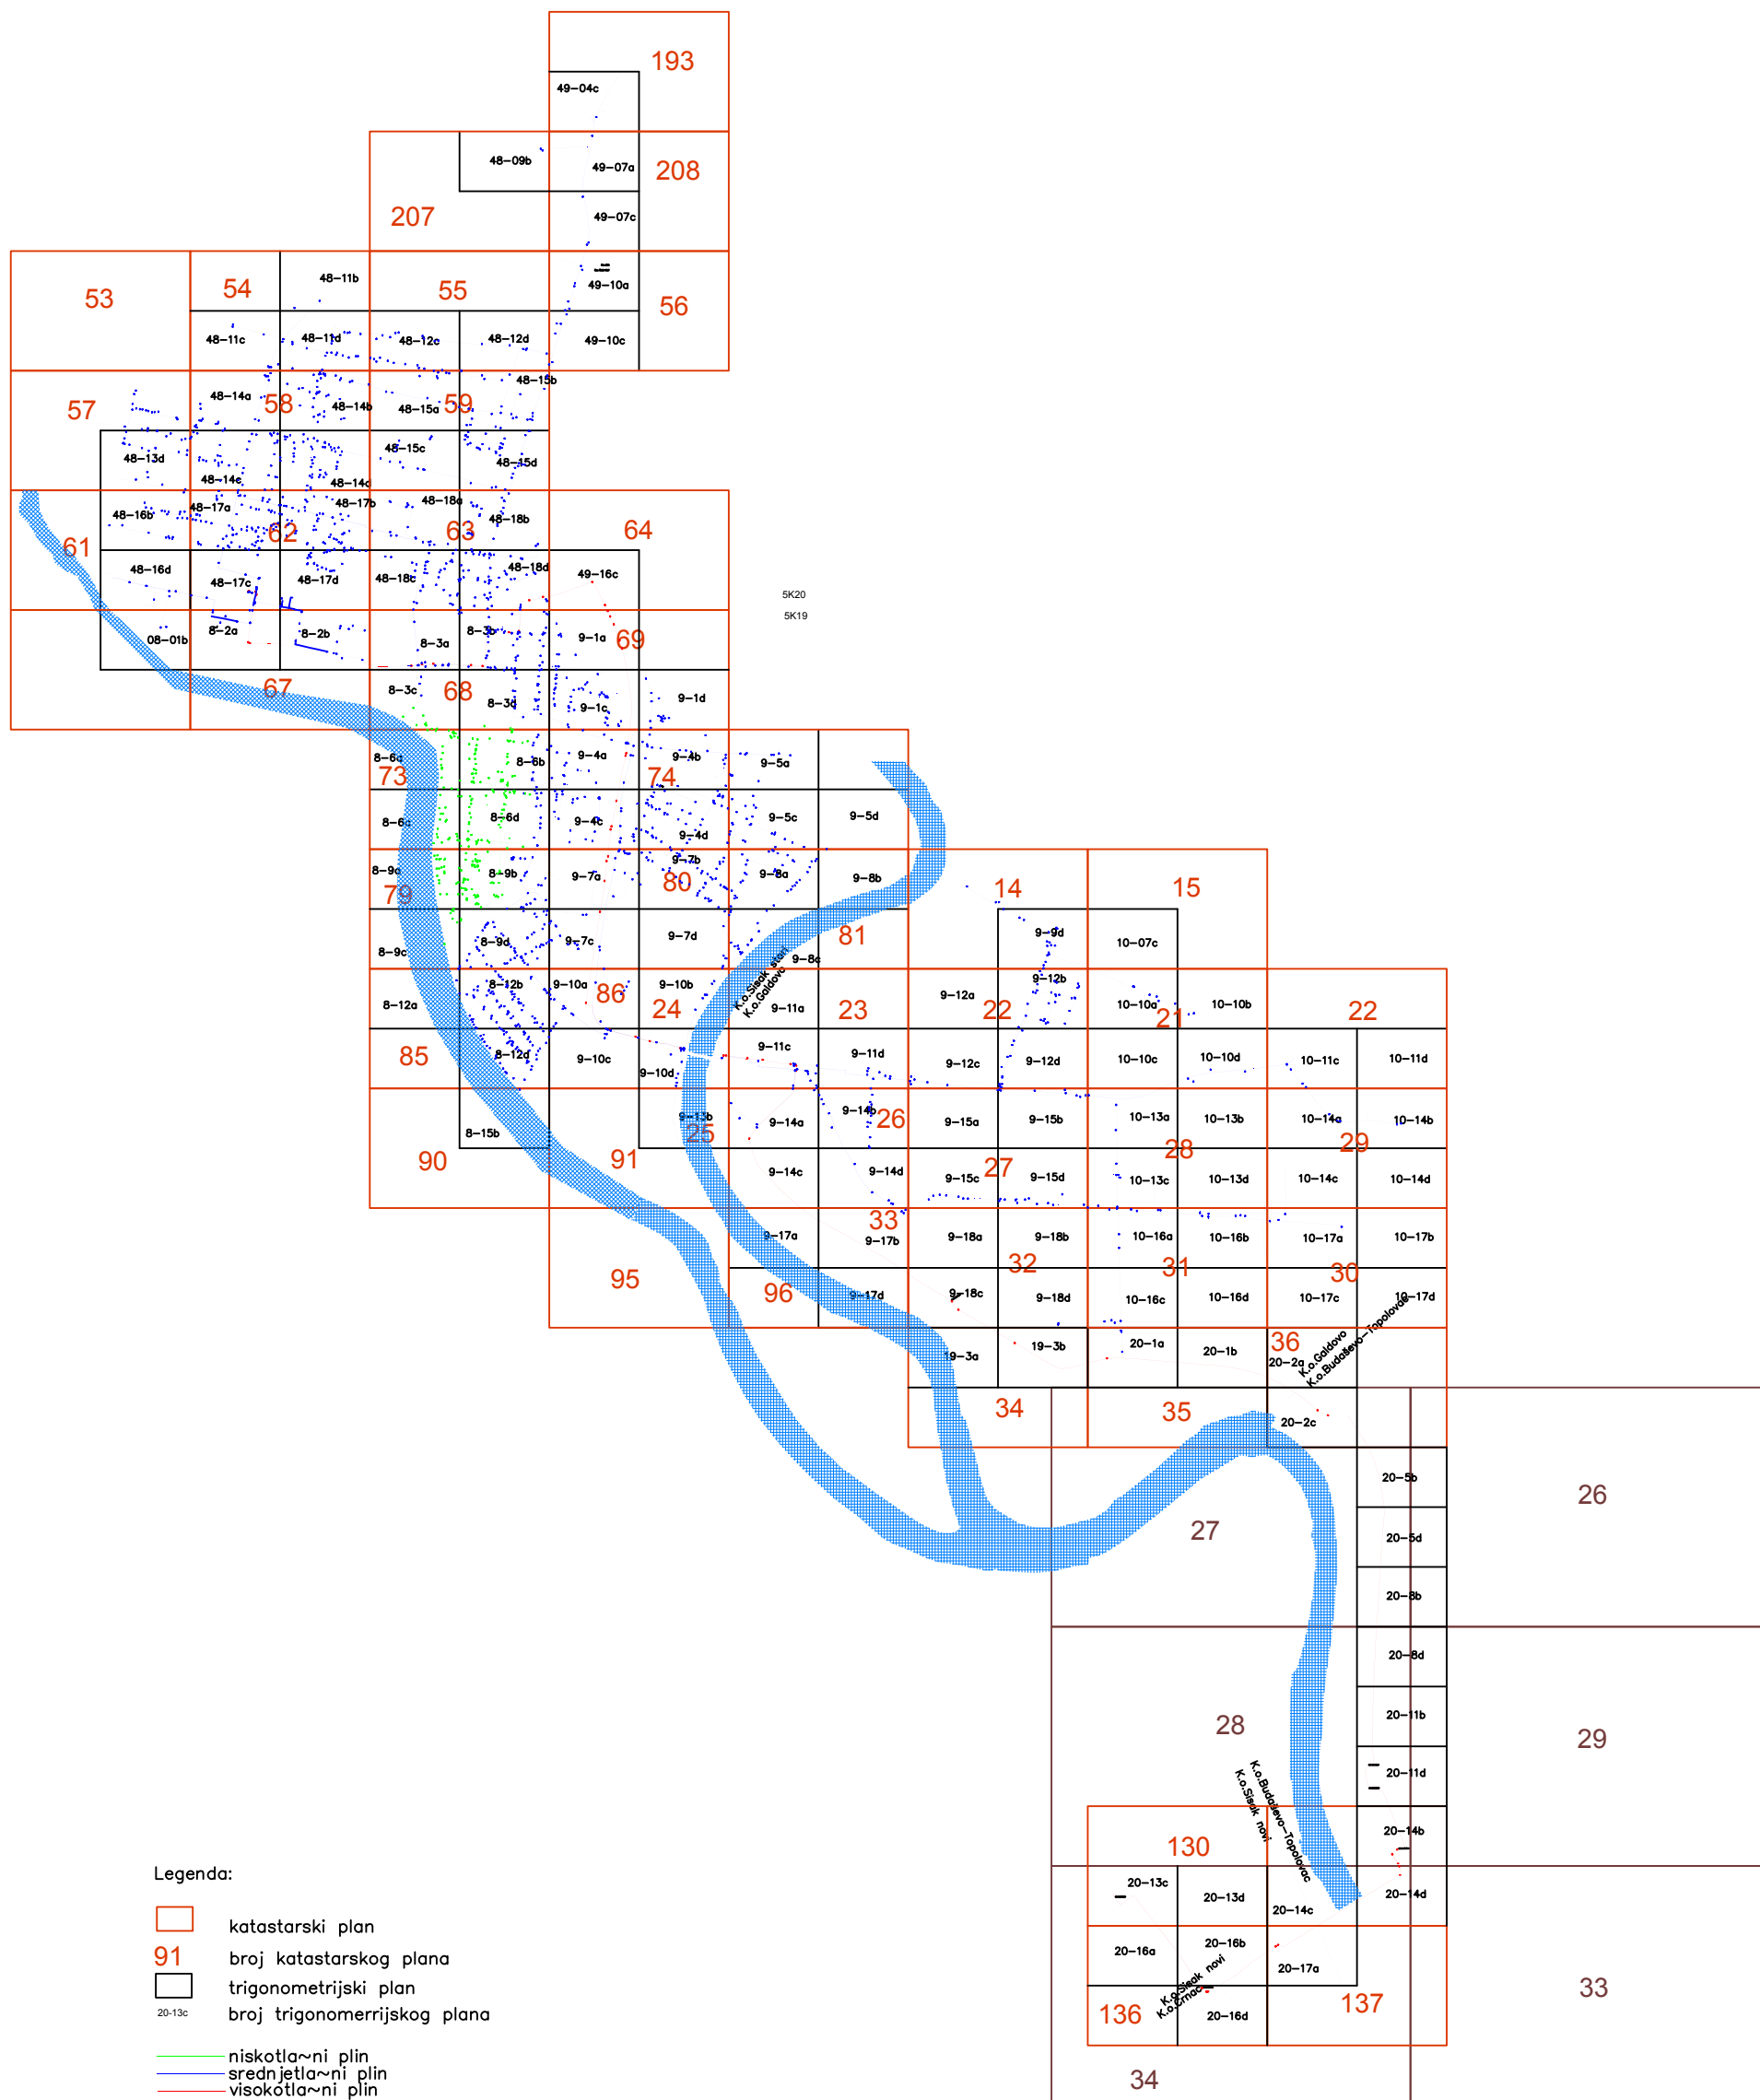 193
49-04c
48-09b
49-07a
208
207
49-07c
53
54
48-11b
55
49-10a
56
48-11c
48-11d
48-12c
48-12d
49-10c
57
48-14a
58
48-14b
48-15a
59
48-15b
48-13d
48-14c
48-14d
48-15c
48-15d
48-16b
48-17a
48-17b
48-18a
48-18b
61
62
63
64
48-16d
48-17c
48-17d
48-18c
48-18d
49-16c
5K20
5K19
08-01b
8-2a
8-2b
8-3a
8-3b
9-1a
69
67
8-3c
68
8-3d
9-1c
9-1d
8-6a
73
8-6b
9-4a
74
9-4b
9-5a
8-6c
8-6d
9-4c
9-4d
9-5c
9-5d
8-9a
79
8-9b
9-7a
9-7b
80
9-8a
9-8b
14
15
8-9c
8-9d
9-7c
9-7d
9-8c
81
9-9d
10-07c
K.o.Sisak stari
K.o.Galdovo
8-12a
8-12b
9-10a
86
9-10b
24
9-11a
23
9-12a
22
9-12b
10-10a
21
10-10b
22
85
8-12d
9-10c
9-10d
9-11c
9-11d
9-12c
9-12d
10-10c
10-10d
10-11c
10-11d
8-15b
9-13b
25
9-14a
9-14b
26
9-15a
9-15b
10-13a
10-13b
28
10-14a
10-14b
29
90
91
9-14c
9-14d
9-15c
27
9-15d
10-13c
10-13d
10-14c
10-14d
9-17a
33
9-17b
9-18a
9-18b
10-16a
10-16b
10-17a
10-17b
95
96
9-17d
9-18c
32
9-18d
31
10-16c
10-16d
30
10-17c
10-17d
19-3a
19-3b
20-1a
20-1b
36
20-2a
K.o.Galdovo
K.o.Budaševo-Topolovac
34
35
20-2c
20-5b
26
27
20-5d
20-8b
20-8d
28
20-11b
29
20-11d
K.o.Budaševo-Topolovac
K.o.Sisak novi
130
20-14b
20-13c
20-13d
20-14c
20-14d
20-16a
20-16b
20-17a
K.o.Sisak novi
K.o.Crnac
136
20-16d
137
33
34
Legenda:
katastarski plan
91 broj katastarskog plana
trigonometrijski plan
20-13c broj trigonomerrijskog plana
niskotla~ni plin
srednjetla~ni plin
visokotla~ni plin